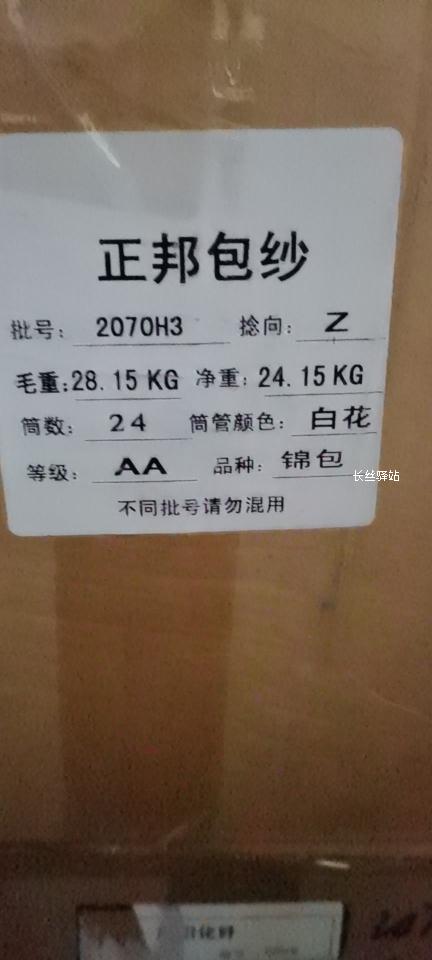 正邦包纱
批号: 2070H3 捻向: Z
毛重:28.15 KG 净重: 24.15 KG
筒数: 24 筒管颜色: 白花
等级: AA 品种: 锦包
长丝驿站
不同批号请勿混用